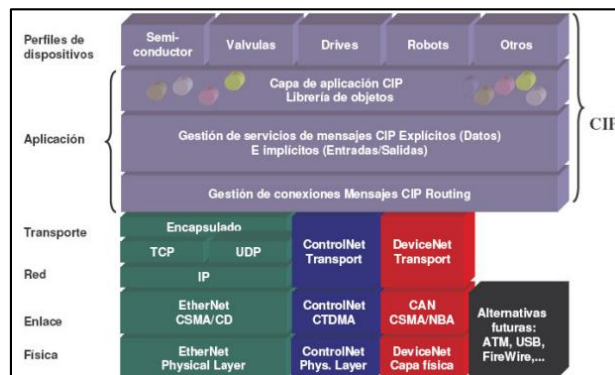 Perfiles de
dispositivos
Semi-
conductor
Valvulas
Drives
Robots
Otros
CIP
Aplicación
Capa de aplicación CIP
Librería de objetos
Gestión de servicios de mensajes CIP Explícitos (Datos)
E implícitos (Entradas/Salidas)
Gestión de conexiones Mensajes CIP Routing
Transporte
Encapsulado
TCP
UDP
ControlNet
Transport
DeviceNet
Transport
Red
IP
Enlace
EtherNet
CSMA/CD
ControlNet
CTDMA
CAN
CSMA/NBA
Alternativas
futuras:
ATM, USB,
FireWire,...
Física
EtherNet
Physical Layer
ControlNet
Phys. Layer
DeviceNet
Capa física